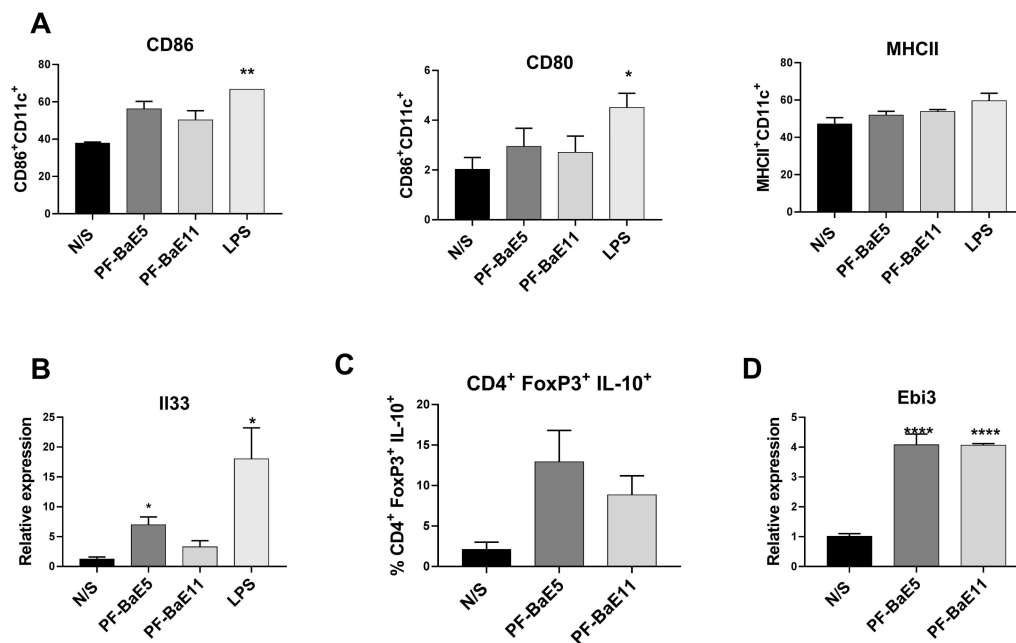 A
CD86
CD86⁺CD11c⁺
80
60
40
20
0
**
N/S
PF-BaE5
PF-BaE11
LPS
CD80
CD86⁺CD11c⁺
6
4
2
0
*
N/S
PF-BaE5
PF-BaE11
LPS
MHCII
MHCII⁺CD11c⁺
80
60
40
20
0
N/S
PF-BaE5
PF-BaE11
LPS
B
Il33
Relative expression
25
20
15
10
5
0
*
*
N/S
PF-BaE5
PF-BaE11
LPS
C
CD4⁺ FoxP3⁺ IL-10⁺
% CD4⁺ FoxP3⁺ IL-10⁺
20
15
10
5
0
N/S
PF-BaE5
PF-BaE11
D
Ebi3
Relative expression
5
4
3
2
1
0
****
****
N/S
PF-BaE5
PF-BaE11